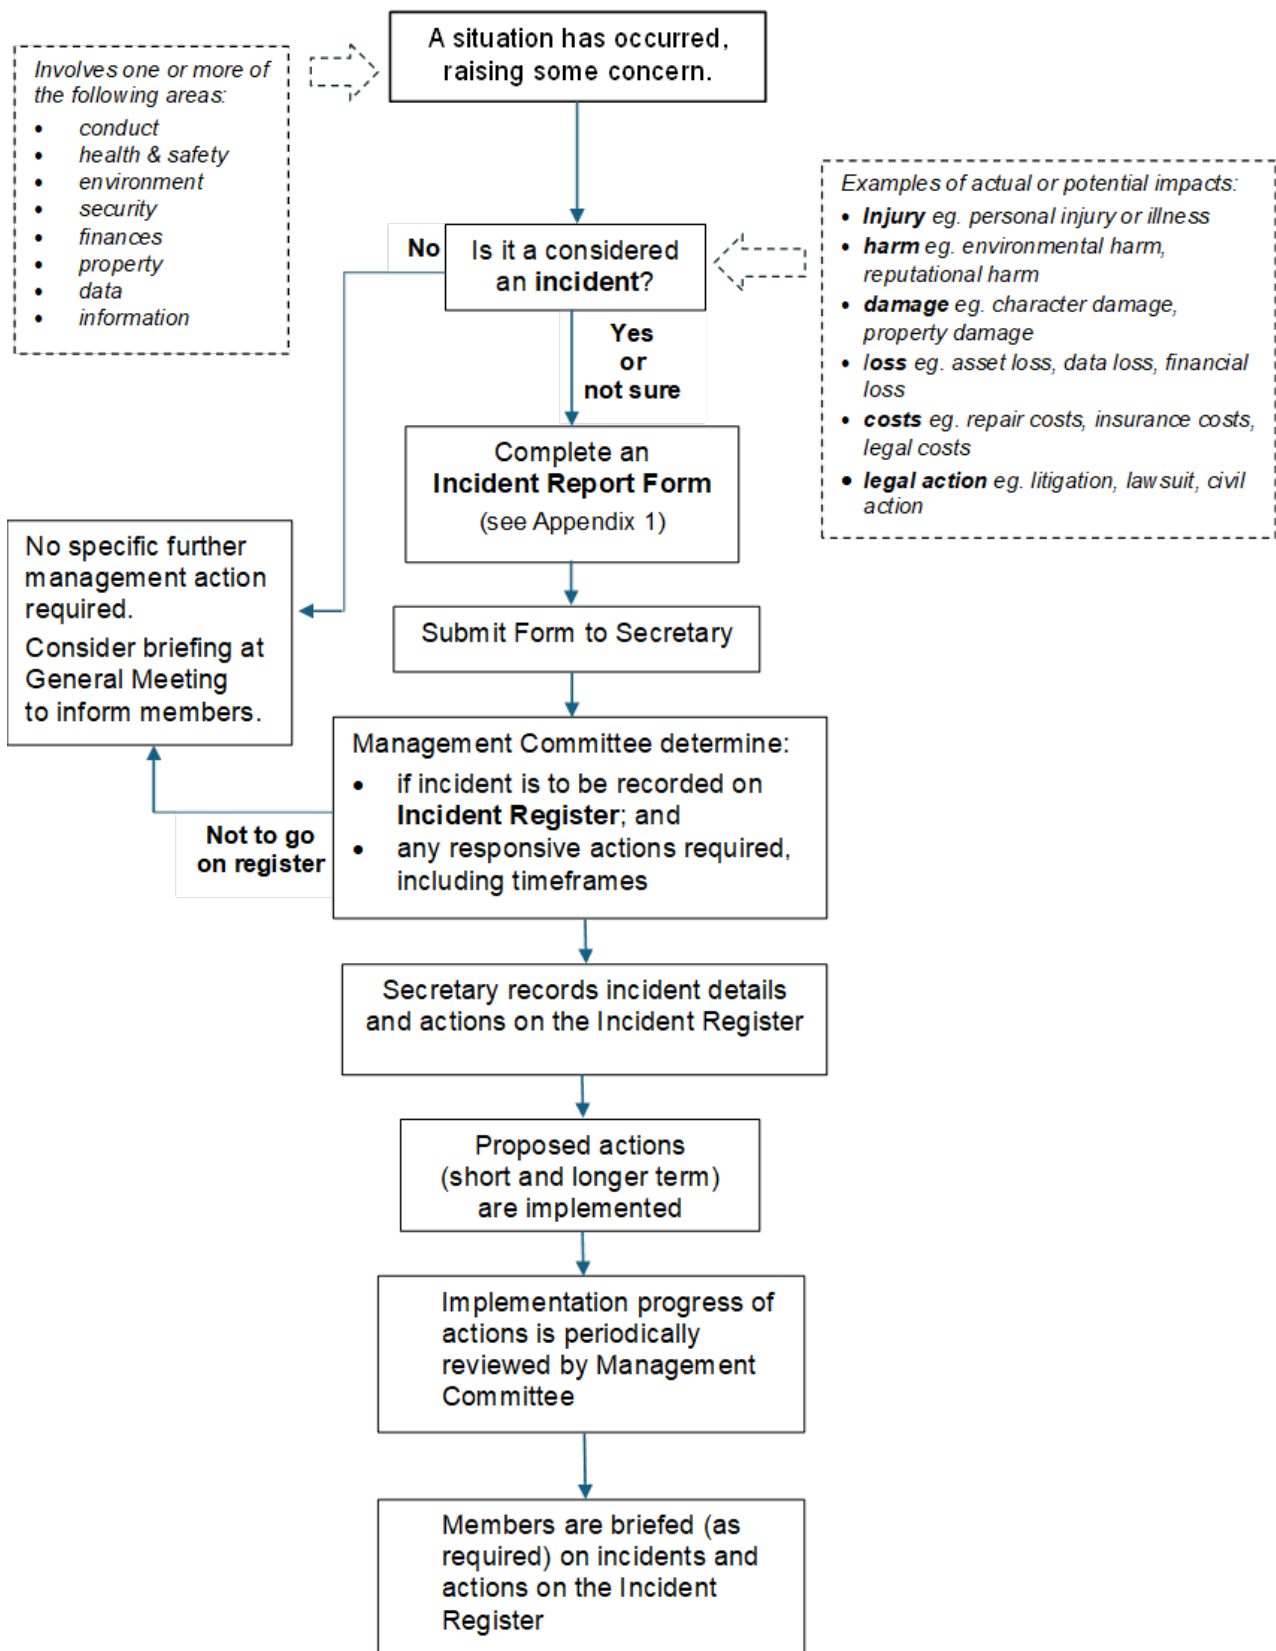 A situation has occurred,
raising some concern.
Involves one or more of
the following areas:
• conduct
• health & safety
• environment
• security
• finances
• property
• data
• information
No
Is it a considered
an incident?
Examples of actual or potential impacts:
• Injury eg. personal injury or illness
• harm eg. environmental harm,
reputational harm
• damage eg. character damage,
property damage
• loss eg. asset loss, data loss, financial
loss
• costs eg. repair costs, insurance costs,
legal costs
• legal action eg. litigation, lawsuit, civil
action
Yes
or
not sure
Complete an
Incident Report Form
(see Appendix 1)
No specific further
management action
required.
Consider briefing at
General Meeting
to inform members.
Submit Form to Secretary
Management Committee determine:
• if incident is to be recorded on
Incident Register; and
• any responsive actions required,
including timeframes
Not to go
on register
Secretary records incident details
and actions on the Incident Register
Proposed actions
(short and longer term)
are implemented
Implementation progress of
actions is periodically
reviewed by Management
Committee
Members are briefed (as
required) on incidents and
actions on the Incident
Register